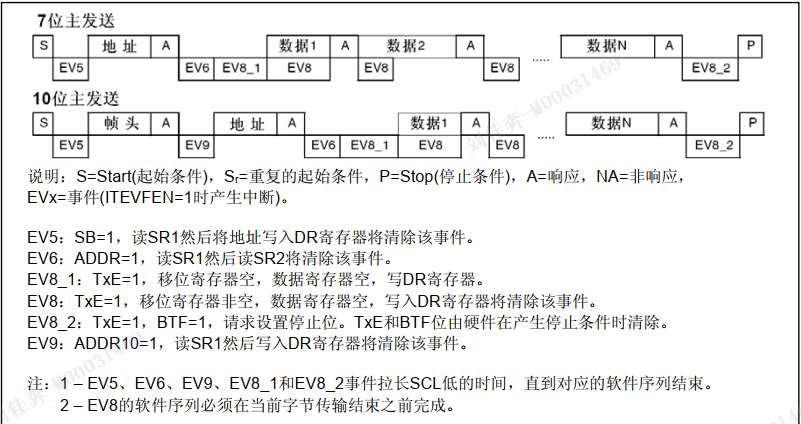 7位主发送
S 地址 A 数据1 A 数据2 A 数据N A P
EV5 EV6 EV8_1 EV8 EV8 EV8 ..... EV8_2
10位主发送
S 帧头 A 地址 A 数据1 A 数据N A P
EV5 EV9 EV6 EV8_1 EV8 EV8 ..... EV8_2
说明：S=Start(起始条件)，Sr=重复的起始条件，P=Stop(停止条件)，A=响应，NA=非响应，
EVx=事件(ITEVFEN=1时产生中断)。
EV5：SB=1，读SR1然后将地址写入DR寄存器将清除该事件。
EV6：ADDR=1，读SR1然后读SR2将清除该事件。
EV8_1：TxE=1，移位寄存器空，数据寄存器空，写DR寄存器。
EV8：TxE=1，移位寄存器非空，数据寄存器空，写入DR寄存器将清除该事件。
EV8_2：TxE=1，BTF=1，请求设置停止位。TxE和BTF位由硬件在产生停止条件时清除。
EV9：ADDR10=1，读SR1然后写入DR寄存器将清除该事件。
注：1 – EV5、EV6、EV9、EV8_1和EV8_2事件拉长SCL低的时间，直到对应的软件序列结束。
2 – EV8的软件序列必须在当前字节传输结束之前完成。
刘佳奔-W00031469